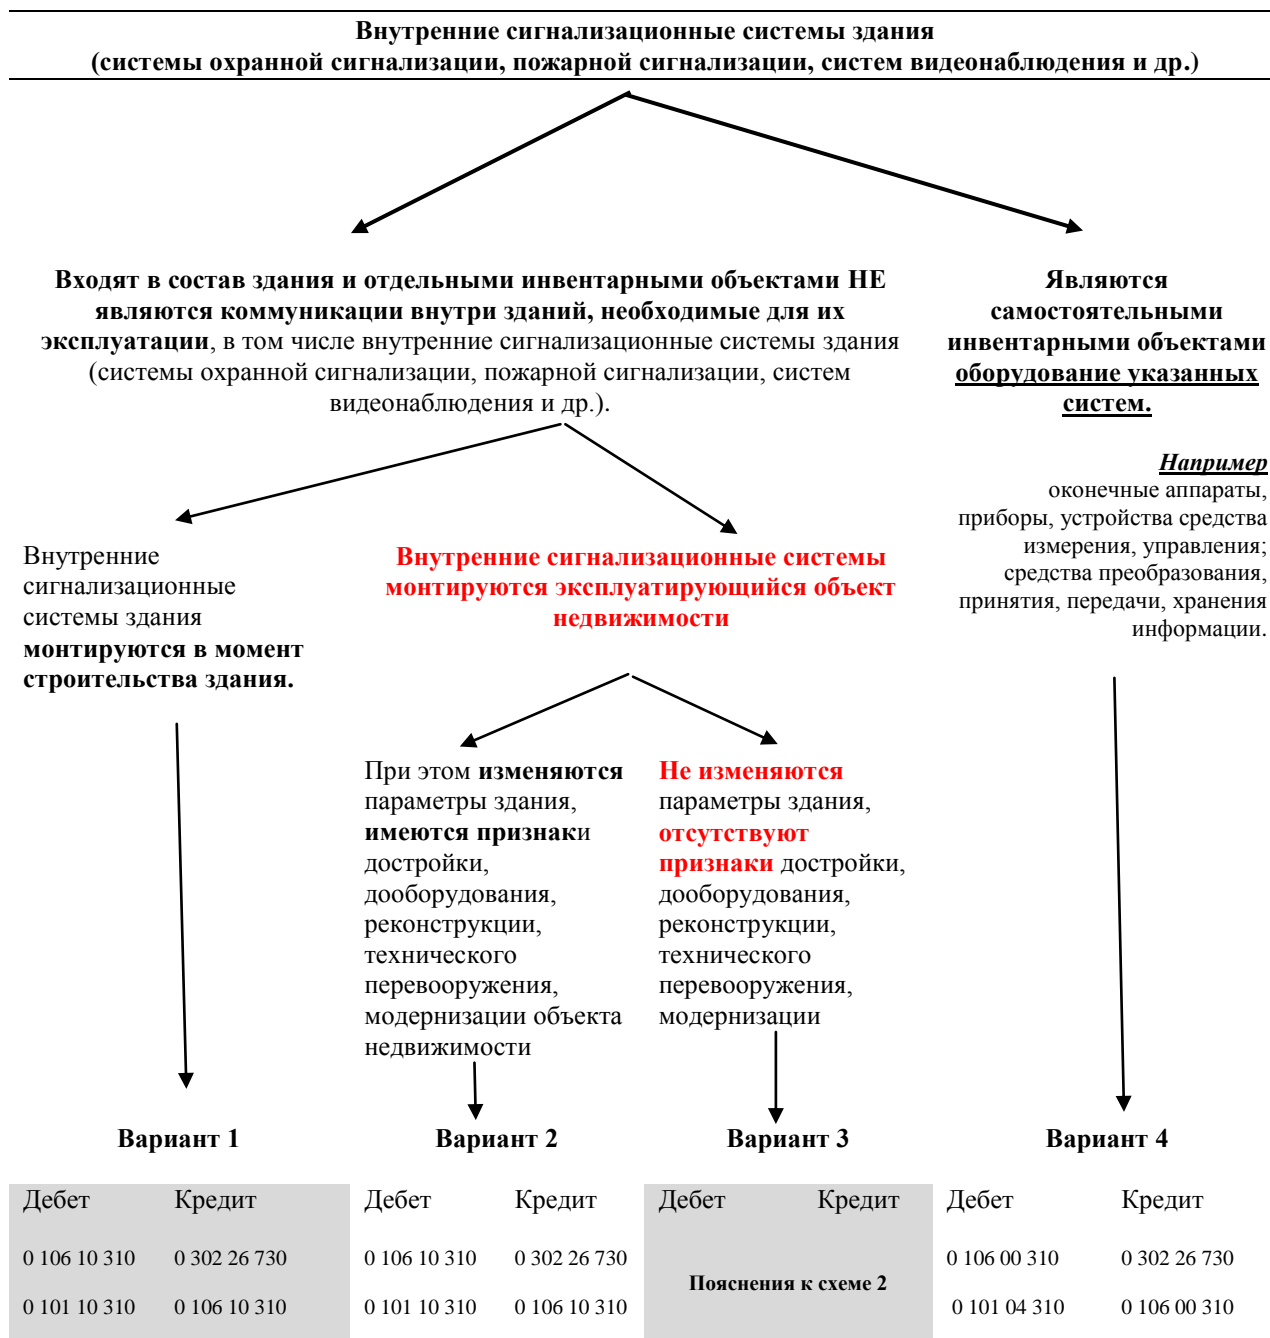 Внутренние сигнализационные системы здания
(системы охранной сигнализации, пожарной сигнализации, систем видеонаблюдения и др.)
Входят в состав здания и отдельными инвентарными объектами НЕ
являются коммуникации внутри зданий, необходимые для их
эксплуатации, в том числе внутренние сигнализационные системы здания
(системы охранной сигнализации, пожарной сигнализации, систем
видеонаблюдения и др.).
Являются
самостоятельными
инвентарными объектами
оборудование указанных
систем.
Например
оконечные аппараты,
приборы, устройства средства
измерения, управления;
средства преобразования,
принятия, передачи, хранения
информации.
Внутренние
сигнализационные
системы здания
монтируются в момент
строительства здания.
Внутренние сигнализационные системы
монтируются эксплуатирующийся объект
недвижимости
При этом изменяются
параметры здания,
имеются признаки
достройки,
дооборудования,
реконструкции,
технического
перевооружения,
модернизации объекта
недвижимости
Не изменяются
параметры здания,
отсутствуют
признаки достройки,
дооборудования,
реконструкции,
технического
перевооружения,
модернизации
Вариант 1 Вариант 2 Вариант 3 Вариант 4
Дебет Кредит Дебет Кредит Дебет Кредит Дебет Кредит
0 106 10 310 0 302 26 730 0 106 10 310 0 302 26 730 0 106 00 310 0 302 26 730
Пояснения к схеме 2
0 101 10 310 0 106 10 310 0 101 10 310 0 106 10 310 0 101 04 310 0 106 00 310